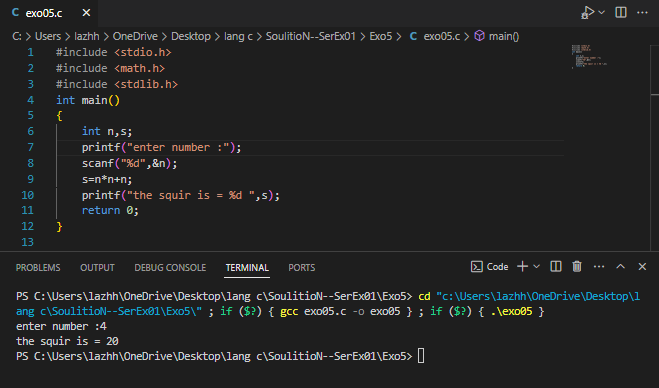 exo05.c
C: > Users > lazhh > OneDrive > Desktop > lang c > SoulitioN--SerEx01 > Exo5 > C exo05.c > main()
1 #include <stdio.h>
2 #include <math.h>
3 #include <stdlib.h>
4 int main()
5 {
6 int n,s;
7 printf("enter number :");
8 scanf("%d",&n);
9 s=n*n+n;
10 printf("the squir is = %d ",s);
11 return 0;
12 }
13
PROBLEMS OUTPUT DEBUG CONSOLE TERMINAL PORTS Code
PS C:\Users\lazhh\OneDrive\Desktop\lang c\SoulitioN--SerEx01\Exo5> cd "c:\Users\lazhh\OneDrive\Desktop\l
ang c\SoulitioN--SerEx01\Exo5\" ; if ($?) { gcc exo05.c -o exo05 } ; if ($?) { .\exo05 }
enter number :4
the squir is = 20
PS C:\Users\lazhh\OneDrive\Desktop\lang c\SoulitioN--SerEx01\Exo5>